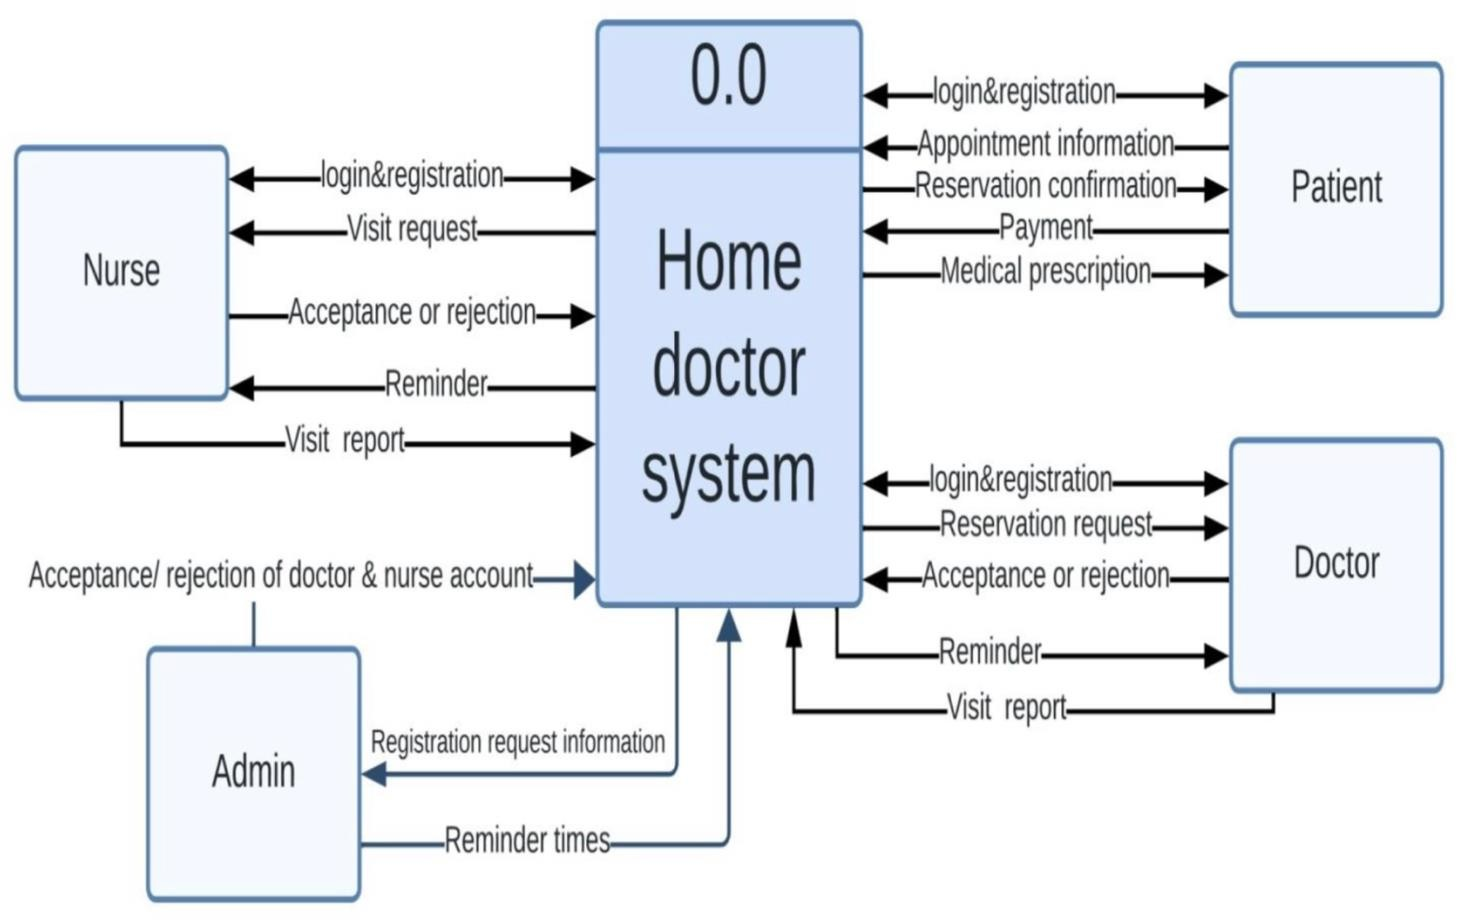 0.0
Home
doctor
system
Nurse
login&registration
Visit request
Acceptance or rejection
Reminder
Visit report
Acceptance/ rejection of doctor & nurse account
Admin
Registration request information
Reminder times
login&registration
Appointment information
Reservation confirmation
Payment
Medical prescription
Patient
login&registration
Reservation request
Acceptance or rejection
Reminder
Visit report
Doctor